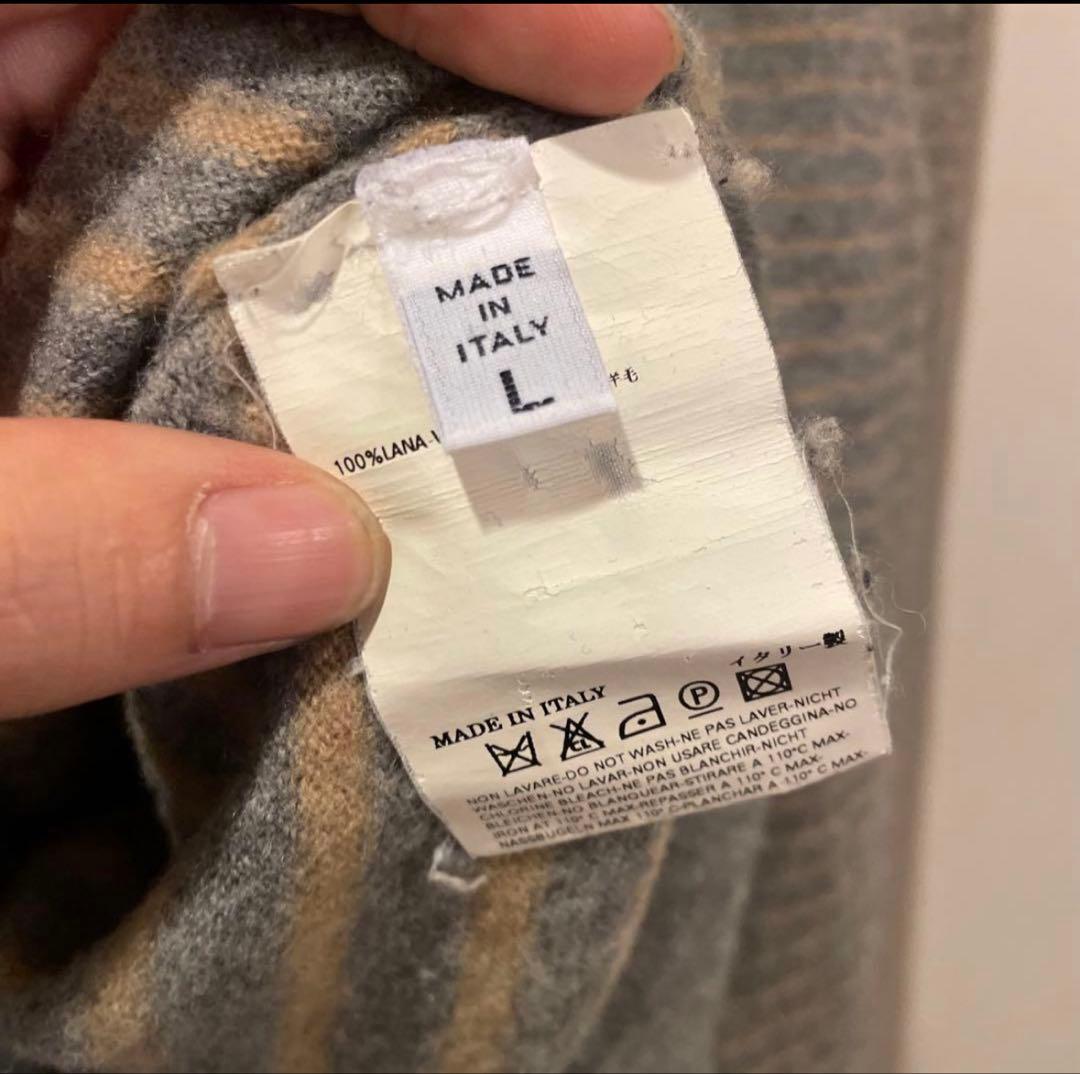 MADE
IN
ITALY
L
羊毛
100%LANA-
イタリー製
MADE IN ITALY
CL
P
NON LAVARE-DO NOT WASH-NE PAS LAVER-NICHT
WASCHEN-NO LAVAR-NON USARE CANDEGGINA-NO
CHLORINE BLEACH-NE PAS BLANCHIR-NICHT
BLEICHEN-NO BLANQUEAR-STIRARE A 110°C MAX-
IRON AT 110°C MAX-REPASSER A 110°C MAX-
NASSBUGELN MAX 110°C-PLANCHAR A 110°C MAX.